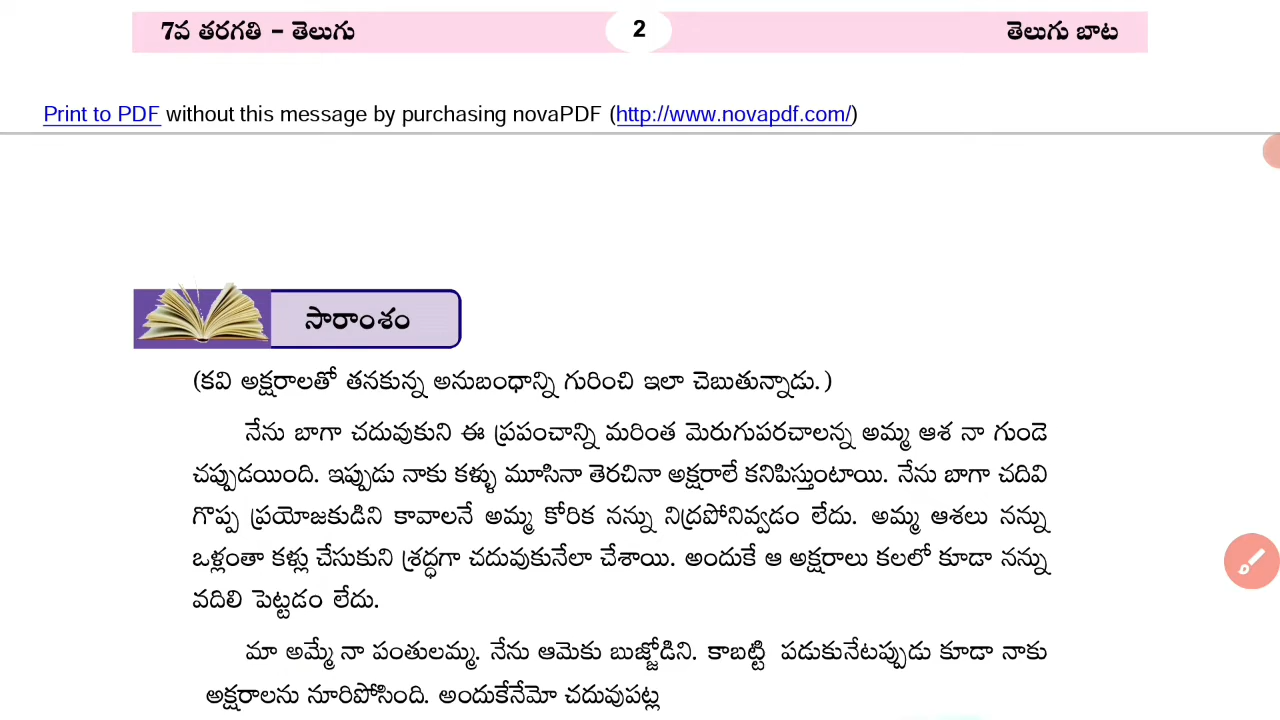 7వ తరగతి – తెలుగు 2 తెలుగు బాట
Print to PDF without this message by purchasing novaPDF (http://www.novapdf.com/)
సారాంశం
(కవి అక్షరాలతో తనకున్న అనుబంధాన్ని గురించి ఇలా చెబుతున్నాడు.)
నేను బాగా చదువుకుని ఈ ప్రపంచాన్ని మరింత మెరుగుపరచాలన్న అమ్మ ఆశ నా గుండె
చప్పుడయింది. ఇప్పుడు నాకు కళ్ళు మూసినా తెరచినా అక్షరాలే కనిపిస్తుంటాయి. నేను బాగా చదివి
గొప్ప ప్రయోజకుడిని కావాలనే అమ్మ కోరిక నన్ను నిద్రపోనివ్వడం లేదు. అమ్మ ఆశలు నన్ను
ఒళ్లంతా కళ్లు చేసుకుని శ్రద్ధగా చదువుకునేలా చేశాయి. అందుకే ఆ అక్షరాలు కలలో కూడా నన్ను
వదిలి పెట్టడం లేదు.
మా అమ్మే నా పంతులమ్మ. నేను ఆమెకు బుజ్జోడిని. కాబట్టి పడుకునేటప్పుడు కూడా నాకు
అక్షరాలను నూరిపోసింది. అందుకేనేమో చదువుపట్ల